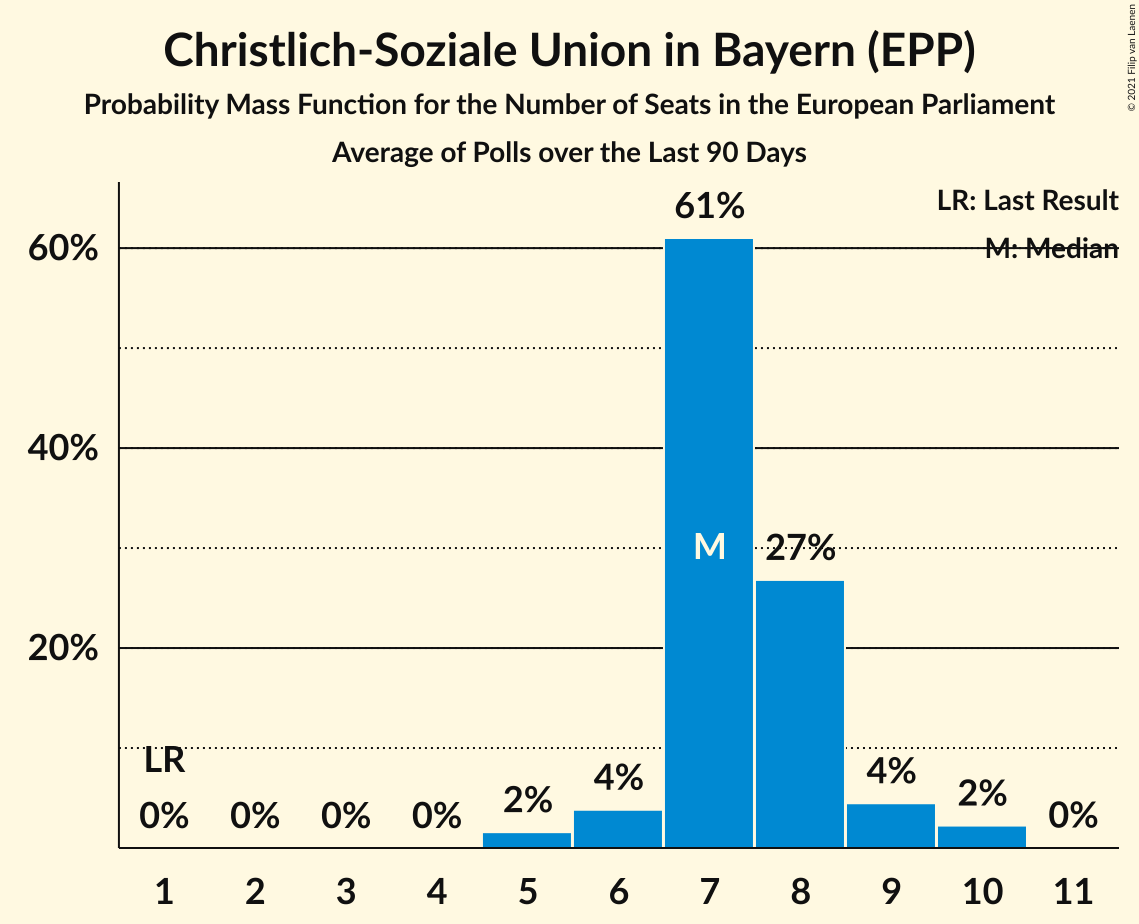 Christlich-Soziale Union in Bayern (EPP)
Probability Mass Function for the Number of Seats in the European Parliament
Average of Polls over the Last 90 Days
© 2021 Filip van Laenen
LR: Last Result
M: Median
60%
40%
20%
61%
M
27%
LR
0%
0%
0%
0%
2%
4%
4%
2%
0%
1 2 3 4 5 6 7 8 9 10 11